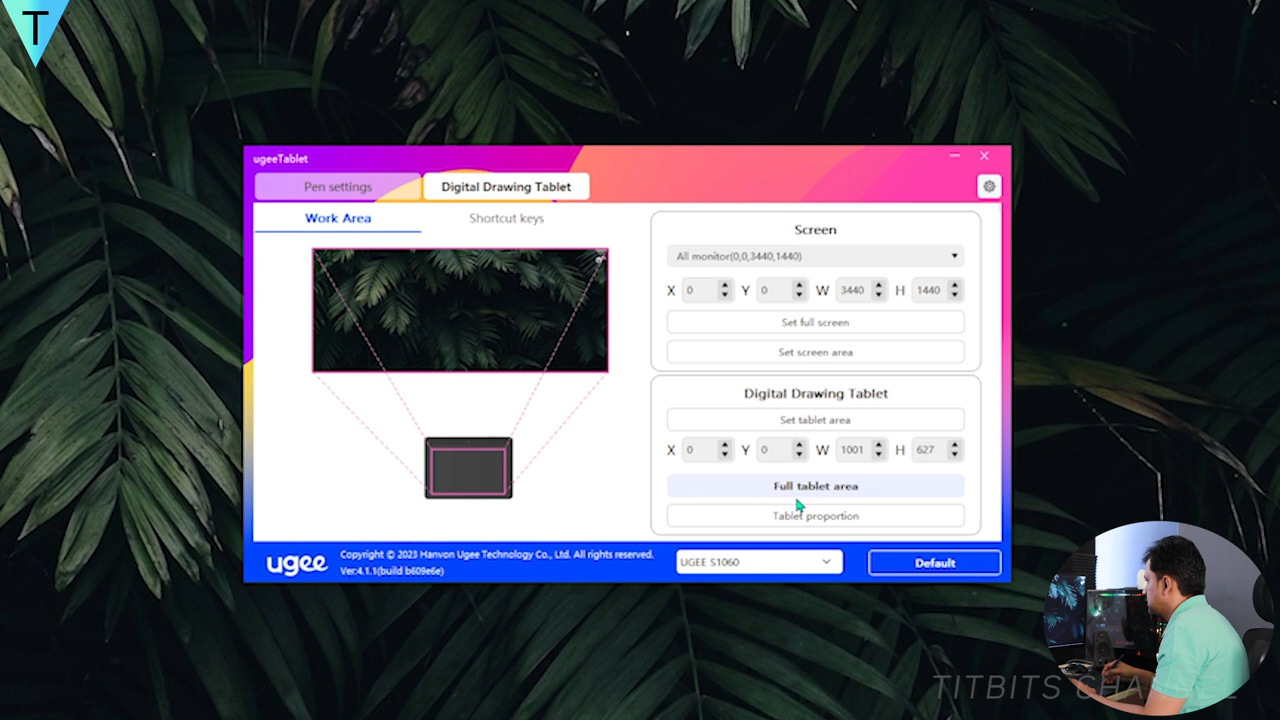 T
ugeeTablet
Pen settings
Digital Drawing Tablet
Work Area
Shortcut keys
Screen
All monitor(0,0,3440,1440)
X 0 Y 0 W 3440 H 1440
Set full screen
Set screen area
Digital Drawing Tablet
Set tablet area
X 0 Y 0 W 1001 H 627
Full tablet area
Tablet proportion
ugee
Copyright © 2023 Hanvon Ugee Technology Co., Ltd. All rights reserved.
Ver:4.1.1(build b609e6e)
UGEE S1060
Default
TITBITS CHANNEL